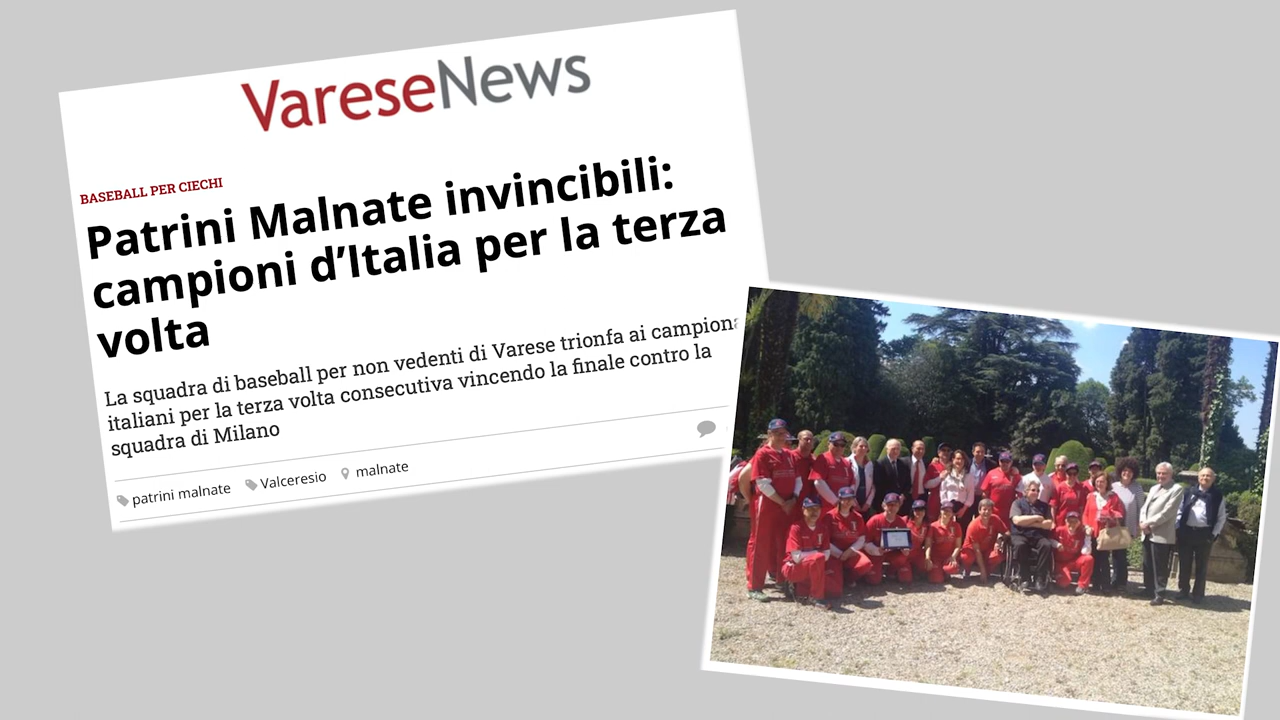 VareseNews
BASEBALL PER CIECHI
Patrini Malnate invincibili:
campioni d’Italia per la terza
volta
La squadra di baseball per non vedenti di Varese trionfa ai campiona
italiani per la terza volta consecutiva vincendo la finale contro la
squadra di Milano
patrini malnate Valceresio malnate